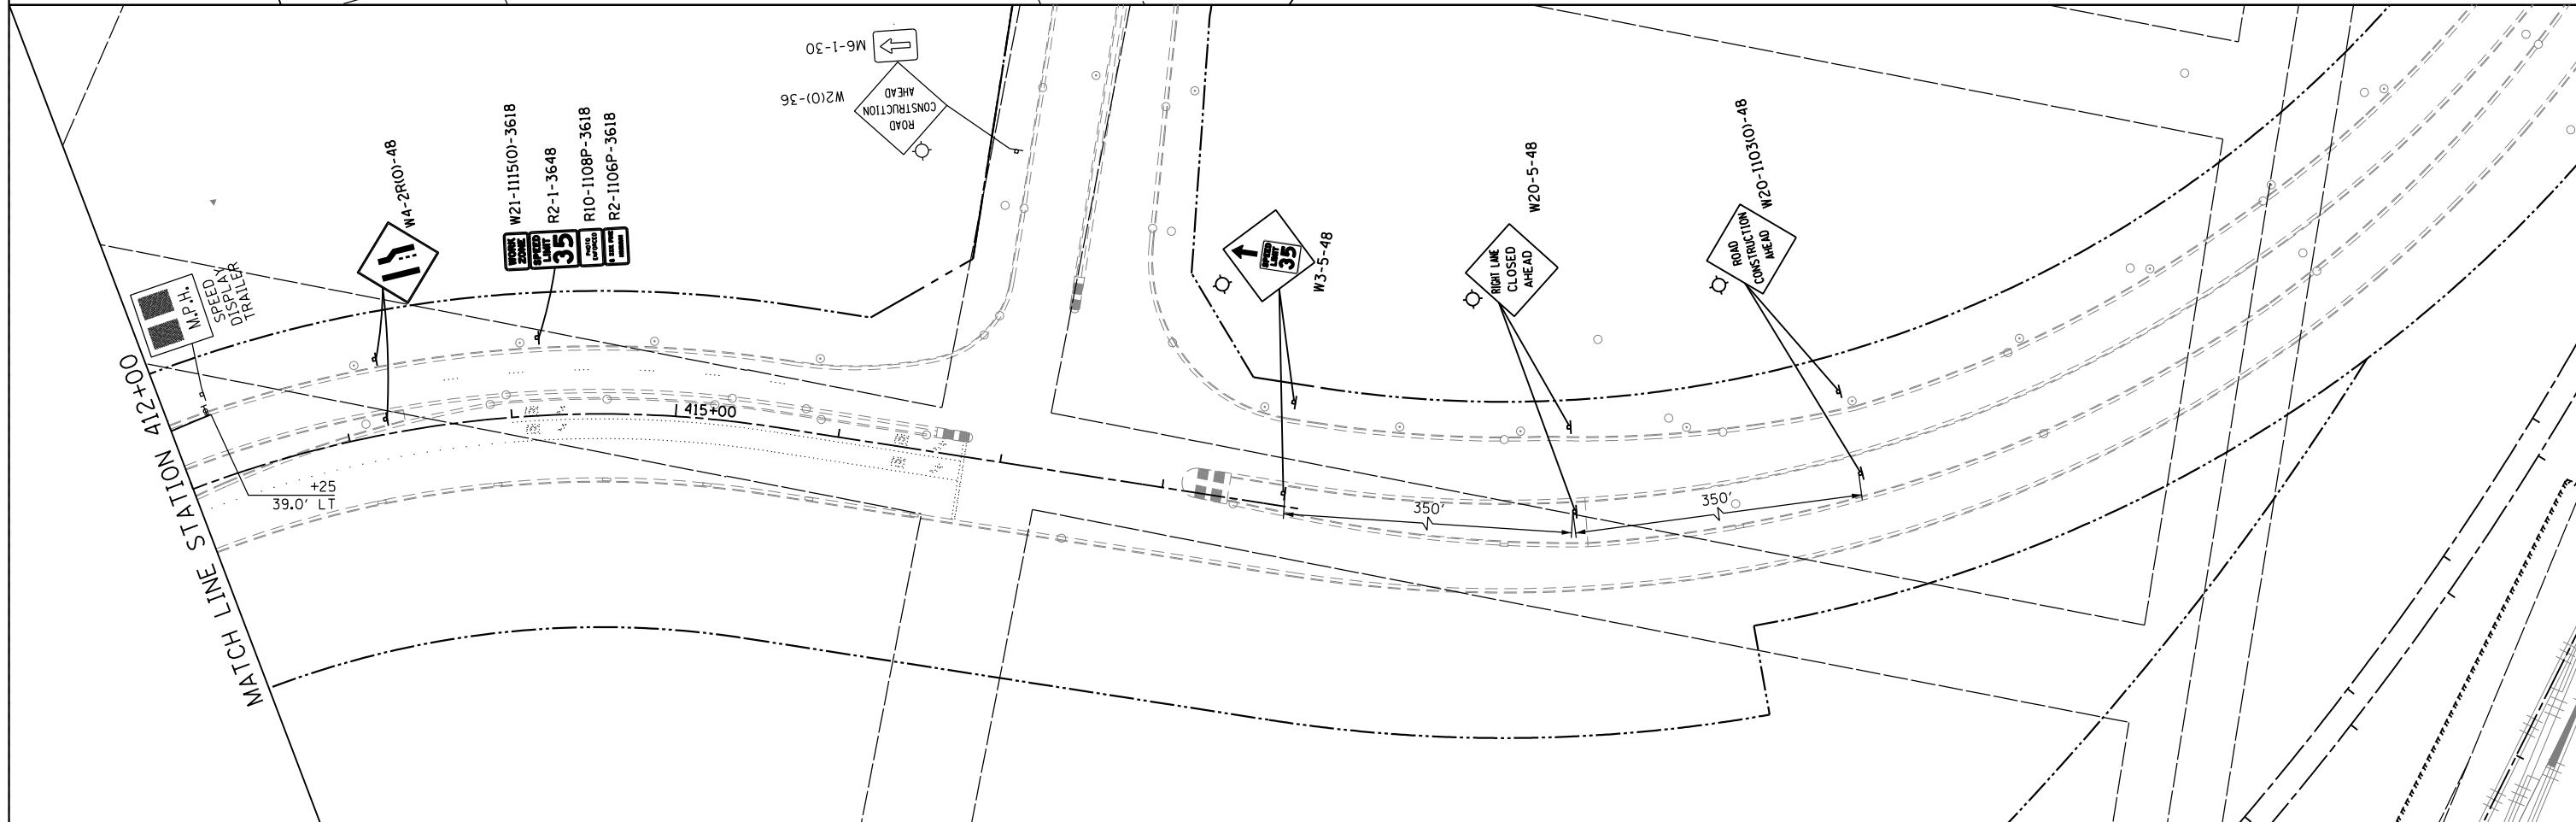 MATCH LINE STATION 412+00
M.P.H.
SPEED
DISPLAY
TRAILER
+25
39.0' LT
W4-2R(O)-48
W21-I115(O)-3618
R2-1-3648
R10-I108P-3618
R2-I106P-3618
WORK
ZONE
SPEED
LIMIT
35
PHOTO
ENFORCED
415+00
M6-1-30
W2(O)-36
ROAD
CONSTRUCTION
AHEAD
SPEED
LIMIT
35
W3-5-48
RIGHT LANE
CLOSED
AHEAD
W20-5-48
ROAD
CONSTRUCTION
AHEAD
W20-I103(O)-48
350'
350'